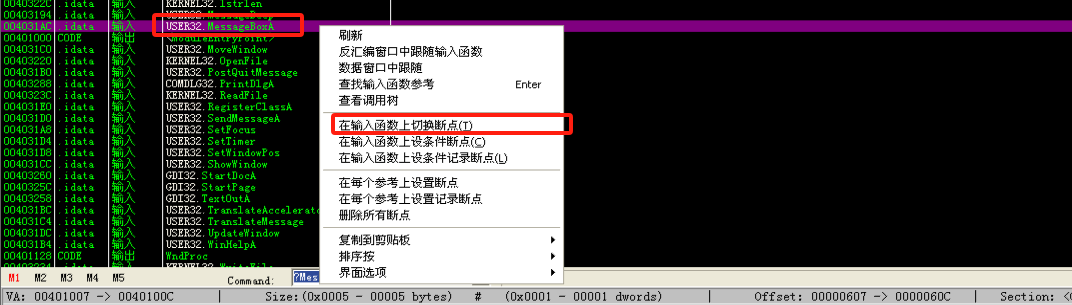 0040322C .idata 输入 KERNEL32.lstrlen
00403194 .idata 输入 USER32.MessageBeep
004031AC .idata 输入 USER32.MessageBoxA
00401000 CODE 输出 <ModuleEntryPoint>
004031C0 .idata 输入 USER32.MoveWindow
00403220 .idata 输入 KERNEL32.OpenFile
004031B0 .idata 输入 USER32.PostQuitMessage
00403288 .idata 输入 COMDLG32.PrintDlgA
0040323C .idata 输入 KERNEL32.ReadFile
004031E0 .idata 输入 USER32.RegisterClassA
004031D0 .idata 输入 USER32.SendMessageA
004031A8 .idata 输入 USER32.SetFocus
004031D4 .idata 输入 USER32.SetTimer
004031D8 .idata 输入 USER32.SetWindowPos
004031CC .idata 输入 USER32.ShowWindow
00403260 .idata 输入 GDI32.StartDocA
0040325C .idata 输入 GDI32.StartPage
00403258 .idata 输入 GDI32.TextOutA
004031BC .idata 输入 USER32.TranslateAccelerator
004031C4 .idata 输入 USER32.TranslateMessage
004031DC .idata 输入 USER32.UpdateWindow
004031B4 .idata 输入 USER32.WinHelpA
00401128 CODE 输出 WndProc
.idata 输入 KERNEL32.WriteFile
刷新
反汇编窗口中跟随输入函数
数据窗口中跟随
查找输入函数参考 Enter
查看调用树
在输入函数上切换断点(T)
在输入函数上设条件断点(C)
在输入函数上设条件记录断点(L)
在每个参考上设置断点
在每个参考上设置记录断点
删除所有断点
复制到剪贴板
排序按
界面选项
M1 M2 M3 M4 M5 Command: ?Mes
VA: 00401007 -> 0040100C | Size:(0x0005 - 00005 bytes) # (0x0001 - 00001 dwords) | Offset: 00000607 -> 0000060C | Section: <